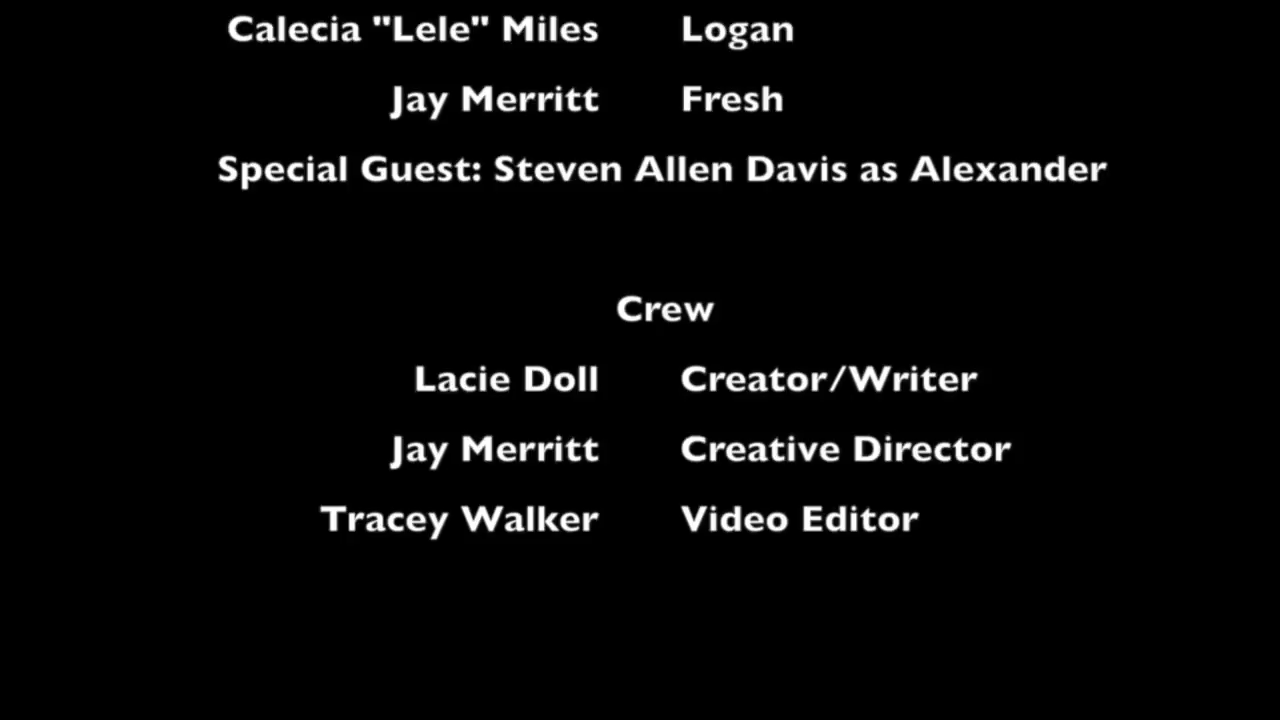 Calecia "Lele" Miles Logan
Jay Merritt Fresh
Special Guest: Steven Allen Davis as Alexander
Crew
Lacie Doll Creator/Writer
Jay Merritt Creative Director
Tracey Walker Video Editor